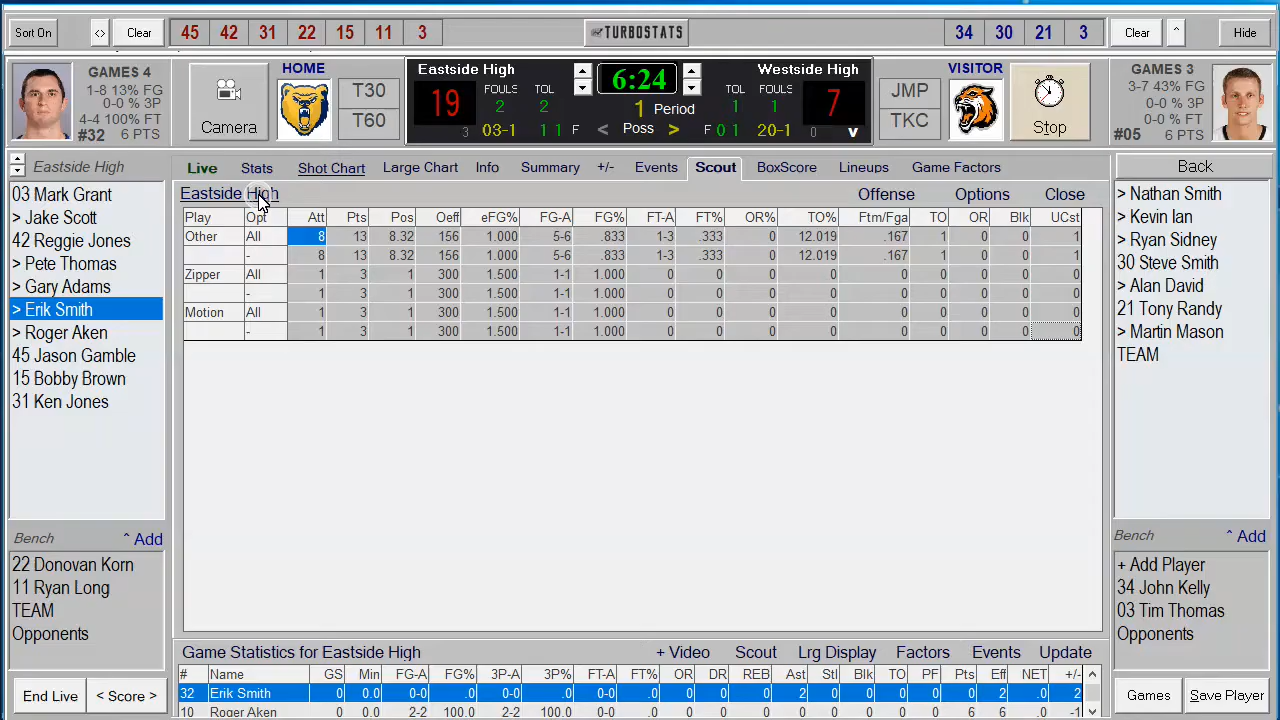 Sort On <> Clear 45 42 31 22 15 11 3 TURBOSTATS 34 30 21 3 Clear ^ Hide
GAMES 4
1-8 13% FG
0-0 % 3P
4-4 100% FT
#32 6 PTS
Camera
HOME
T30
T60
Eastside High 6:24 Westside High
19 FOULS TOL TOL FOULS 7
2 2 1 Period 1 1
3 03-1 1 1 F < Poss > F 0 1 20-1 0 v
JMP
TKC
VISITOR
Stop
GAMES 3
3-7 43% FG
0-0 % 3P
0-0 % FT
#05 6 PTS
Eastside High
03 Mark Grant
> Jake Scott
42 Reggie Jones
> Pete Thomas
> Gary Adams
> Erik Smith
> Roger Aken
45 Jason Gamble
15 Bobby Brown
31 Ken Jones
Bench ^ Add
22 Donovan Korn
11 Ryan Long
TEAM
Opponents
End Live < Score >
Live Stats Shot Chart Large Chart Info Summary +/- Events Scout BoxScore Lineups Game Factors
Eastside High Offense Options Close
Play Opt Att Pts Pos Oeff eFG% FG-A FG% FT-A FT% OR% TO% Ftm/Fga TO OR Blk UCst
Other All 8 13 8.32 156 1.000 5-6 .833 1-3 .333 0 12.019 .167 1 0 0 1
- 8 13 8.32 156 1.000 5-6 .833 1-3 .333 0 12.019 .167 1 0 0 1
Zipper All 1 3 1 300 1.500 1-1 1.000 0 0 0 0 0 0 0 0 0
- 1 3 1 300 1.500 1-1 1.000 0 0 0 0 0 0 0 0 0
Motion All 1 3 1 300 1.500 1-1 1.000 0 0 0 0 0 0 0 0 0
- 1 3 1 300 1.500 1-1 1.000 0 0 0 0 0 0 0 0 0
Game Statistics for Eastside High + Video Scout Lrg Display Factors Events Update
# Name GS Min FG-A FG% 3P-A 3P% FT-A FT% OR DR REB Ast Stl Blk TO PF Pts Eff NET +/-
32 Erik Smith 0 0.0 0-0 .0 0-0 .0 0-0 .0 0 0 0 2 0 0 0 0 0 2 .0 2
10 Roger Aken 0 0.0 2-2 100.0 2-2 100.0 0-0 .0 0 0 0 0 0 0 0 0 6 6 .0 -1
Back
> Nathan Smith
> Kevin Ian
> Ryan Sidney
30 Steve Smith
> Alan David
21 Tony Randy
> Martin Mason
TEAM
Bench ^ Add
+ Add Player
34 John Kelly
03 Tim Thomas
Opponents
Games Save Player